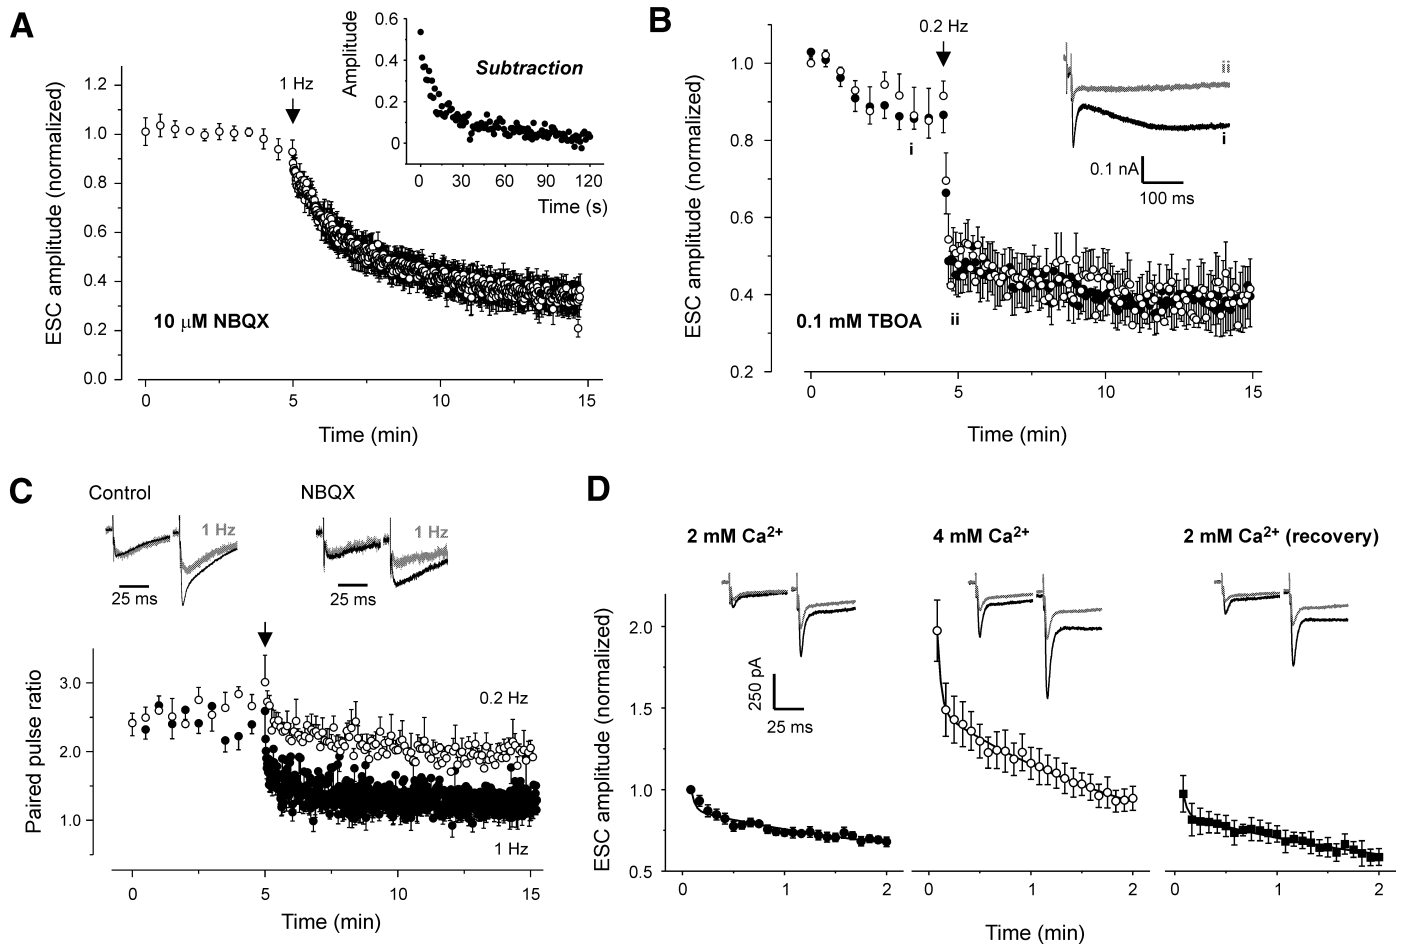 A
1 Hz
ESC amplitude (normalized)
1.2
1.0
0.8
0.6
0.4
0.2
0.0
10 μM NBQX
0 5 10 15
Time (min)
Amplitude
0.6
0.4
0.2
0
Subtraction
0 30 60 90 120
Time (s)
B
0.2 Hz
ESC amplitude (normalized)
1.0
0.8
0.6
0.4
0.2
i
ii
0.1 mM TBOA
ii
i
0.1 nA
100 ms
0 5 10 15
Time (min)
C
Control NBQX
1 Hz 1 Hz
25 ms 25 ms
Paired pulse ratio
3.0
2.0
1.0
0.2 Hz
1 Hz
0 5 10 15
Time (min)
D
2 mM Ca²⁺ 4 mM Ca²⁺ 2 mM Ca²⁺ (recovery)
ESC amplitude (normalized)
2.0
1.5
1.0
0.5
250 pA
25 ms
0 1 2 0 1 2 0 1 2
Time (min)